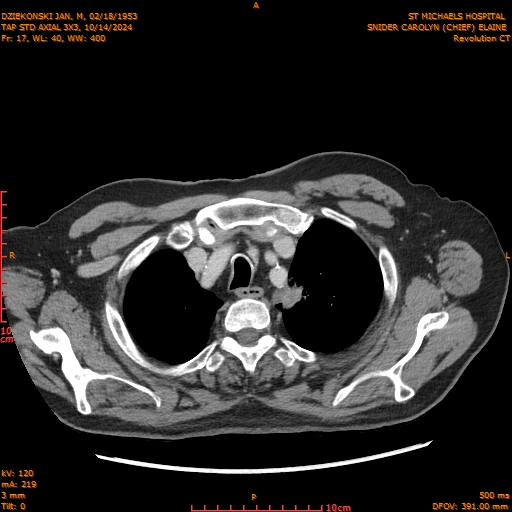 A
DZIEKONSKI JAN, M, 02/18/1953
TAP STD AXIAL 3X3, 10/14/2024
Fr: 17, WL: 40, WW: 400
ST MICHAELS HOSPITAL
SNIDER CAROLYN (CHIEF) ELAINE
Revolution CT
R
L
10
cm
kV: 120
mA: 219
3 mm
Tilt: 0
P
10cm
500 ms
DFOV: 391.00 mm